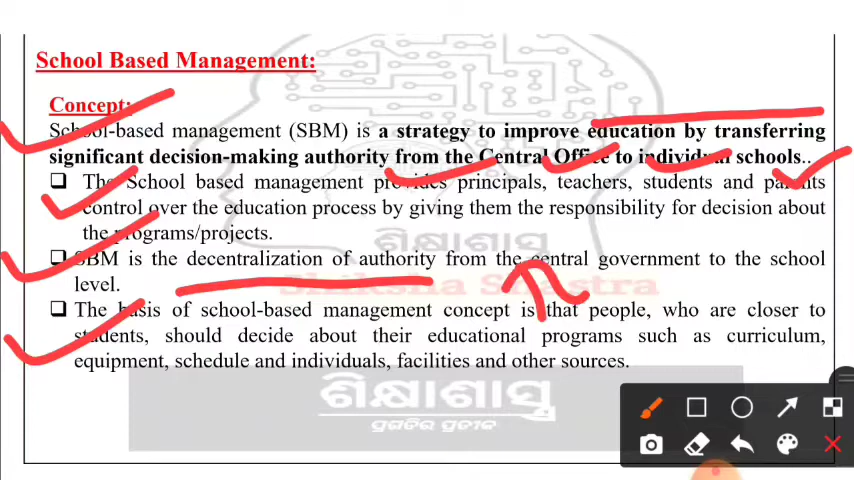 School Based Management:
Concept:
School-based management (SBM) is a strategy to improve education by transferring
significant decision-making authority from the Central Office to individual schools..
The School based management provides principals, teachers, students and parents
control over the education process by giving them the responsibility for decision about
the programs/projects.
SBM is the decentralization of authority from the central government to the school
level.
The basis of school-based management concept is that people, who are closer to
students, should decide about their educational programs such as curriculum,
equipment, schedule and individuals, facilities and other sources.
ଶିକ୍ଷାଶାସ୍ତ୍ର
Shiksha Shastra
ଶିକ୍ଷାଶାସ୍ତ୍ର
ପ୍ରଗତିର ପ୍ରତୀକ